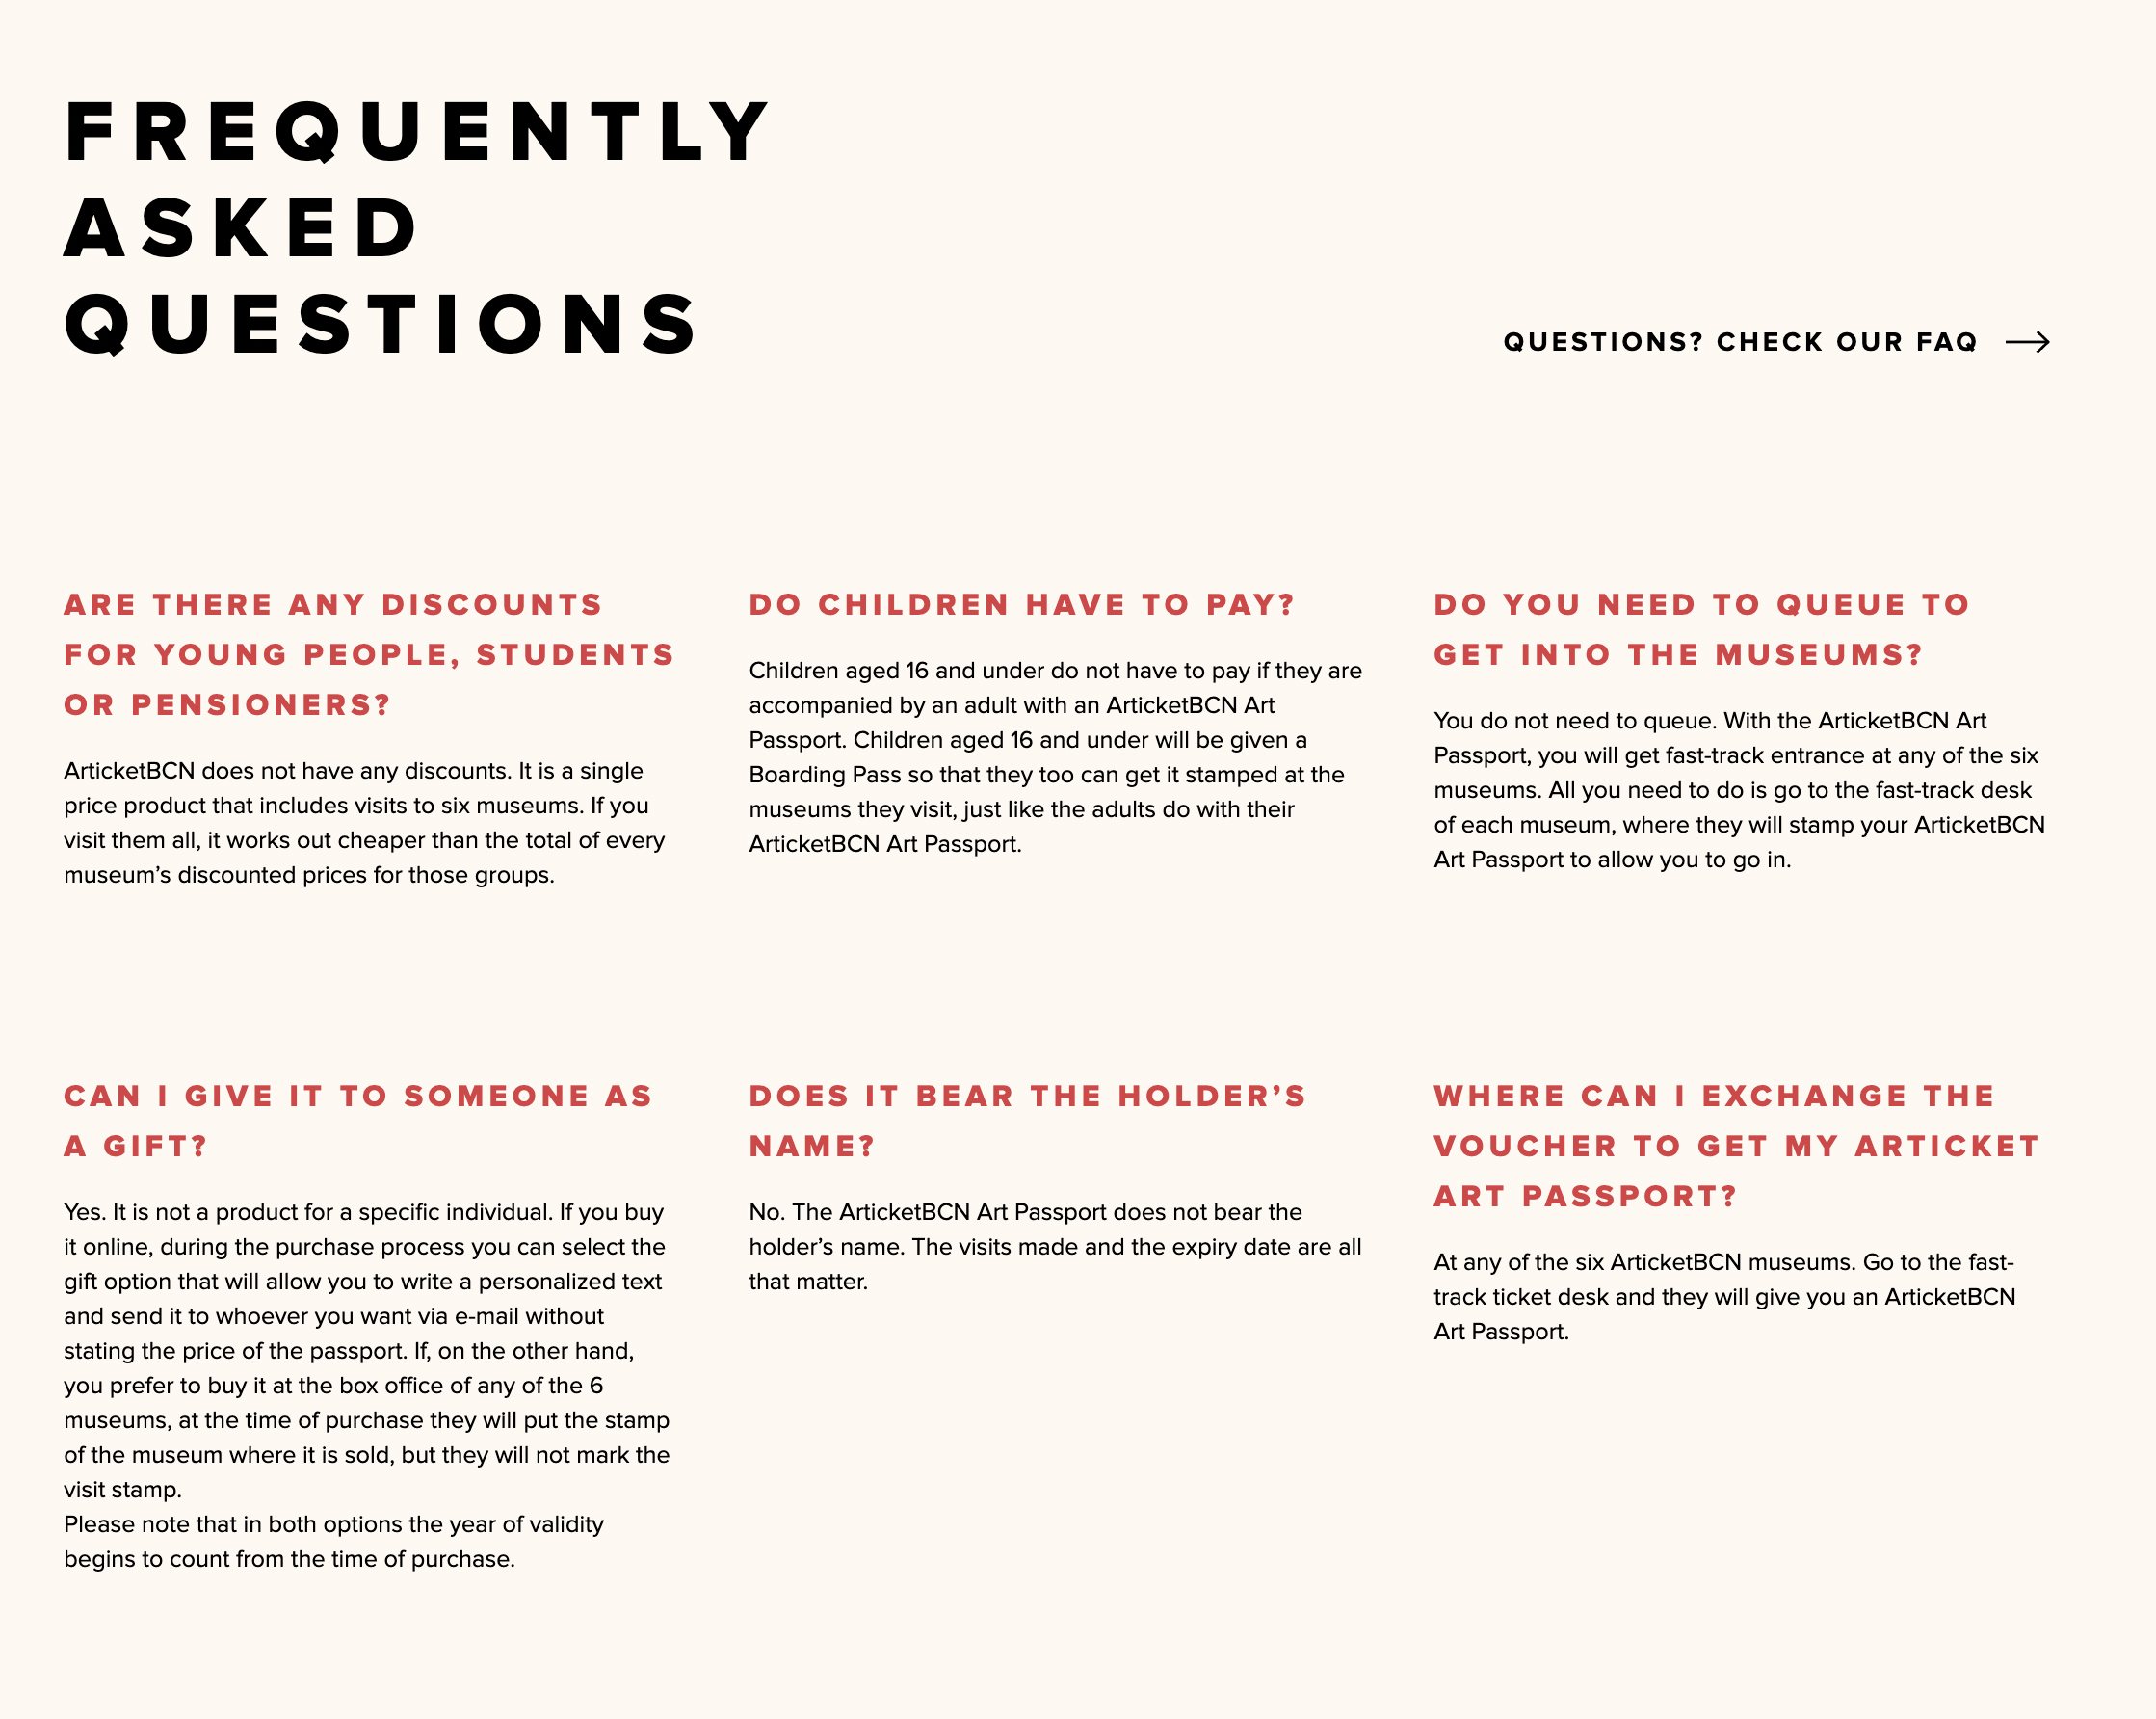 FREQUENTLY
ASKED
QUESTIONS
QUESTIONS? CHECK OUR FAQ
ARE THERE ANY DISCOUNTS
FOR YOUNG PEOPLE, STUDENTS
OR PENSIONERS?
ArticketBCN does not have any discounts. It is a single
price product that includes visits to six museums. If you
visit them all, it works out cheaper than the total of every
museum’s discounted prices for those groups.
DO CHILDREN HAVE TO PAY?
Children aged 16 and under do not have to pay if they are
accompanied by an adult with an ArticketBCN Art
Passport. Children aged 16 and under will be given a
Boarding Pass so that they too can get it stamped at the
museums they visit, just like the adults do with their
ArticketBCN Art Passport.
DO YOU NEED TO QUEUE TO
GET INTO THE MUSEUMS?
You do not need to queue. With the ArticketBCN Art
Passport, you will get fast-track entrance at any of the six
museums. All you need to do is go to the fast-track desk
of each museum, where they will stamp your ArticketBCN
Art Passport to allow you to go in.
CAN I GIVE IT TO SOMEONE AS
A GIFT?
Yes. It is not a product for a specific individual. If you buy
it online, during the purchase process you can select the
gift option that will allow you to write a personalized text
and send it to whoever you want via e-mail without
stating the price of the passport. If, on the other hand,
you prefer to buy it at the box office of any of the 6
museums, at the time of purchase they will put the stamp
of the museum where it is sold, but they will not mark the
visit stamp.
Please note that in both options the year of validity
begins to count from the time of purchase.
DOES IT BEAR THE HOLDER’S
NAME?
No. The ArticketBCN Art Passport does not bear the
holder’s name. The visits made and the expiry date are all
that matter.
WHERE CAN I EXCHANGE THE
VOUCHER TO GET MY ARTICKET
ART PASSPORT?
At any of the six ArticketBCN museums. Go to the fast-
track ticket desk and they will give you an ArticketBCN
Art Passport.